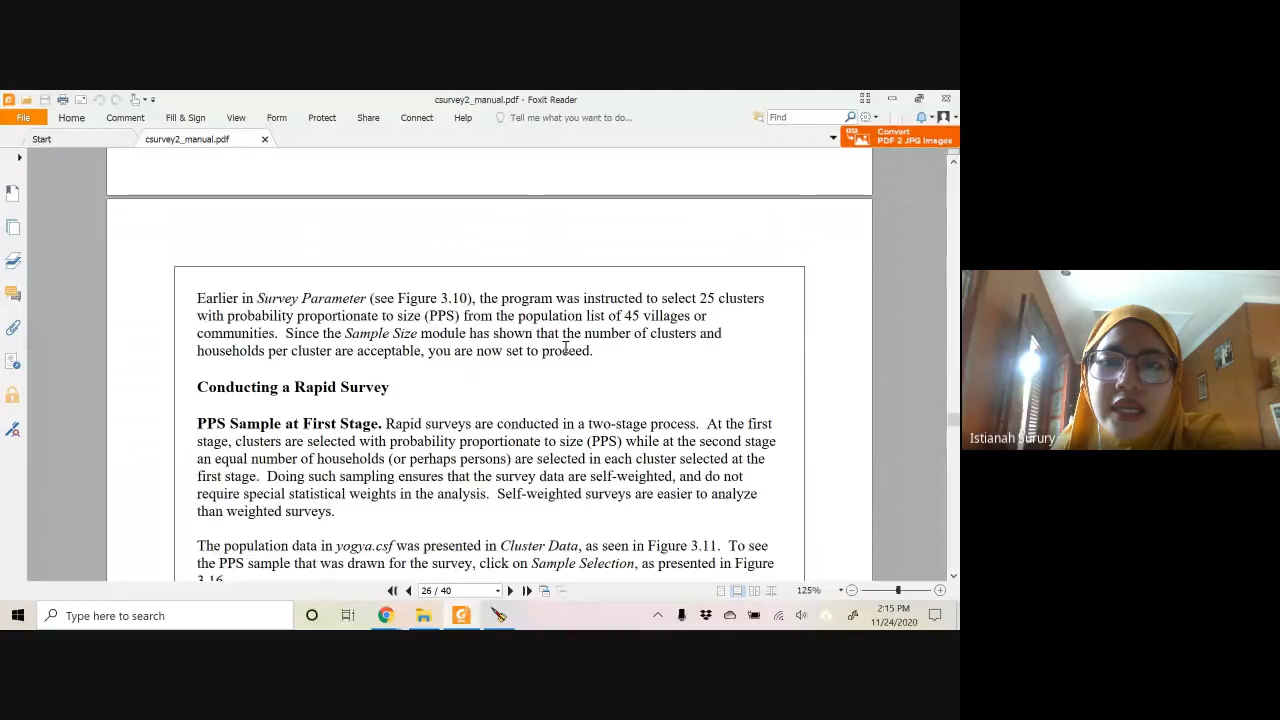 csurvey2_manual.pdf - Foxit Reader
File Home Comment View Fill & Sign Form Protect Share Connect Help Tell me what you want to do... Find
Start csurvey2_manual.pdf
Convert
PDF 2 JPG Images
Earlier in Survey Parameter (see Figure 3.10), the program was instructed to select 25 clusters
with probability proportionate to size (PPS) from the population list of 45 villages or
communities. Since the Sample Size module has shown that the number of clusters and
households per cluster are acceptable, you are now set to proceed.
Conducting a Rapid Survey
PPS Sample at First Stage. Rapid surveys are conducted in a two-stage process. At the first
stage, clusters are selected with probability proportionate to size (PPS) while at the second stage
an equal number of households (or perhaps persons) are selected in each cluster selected at the
first stage. Doing such sampling ensures that the survey data are self-weighted, and do not
require special statistical weights in the analysis. Self-weighted surveys are easier to analyze
than weighted surveys.
The population data in yogya.csf was presented in Cluster Data, as seen in Figure 3.11. To see
the PPS sample that was drawn for the survey, click on Sample Selection, as presented in Figure
3.16.
Istianah Surury
26 / 40
125%
Type here to search
2:15 PM
11/24/2020